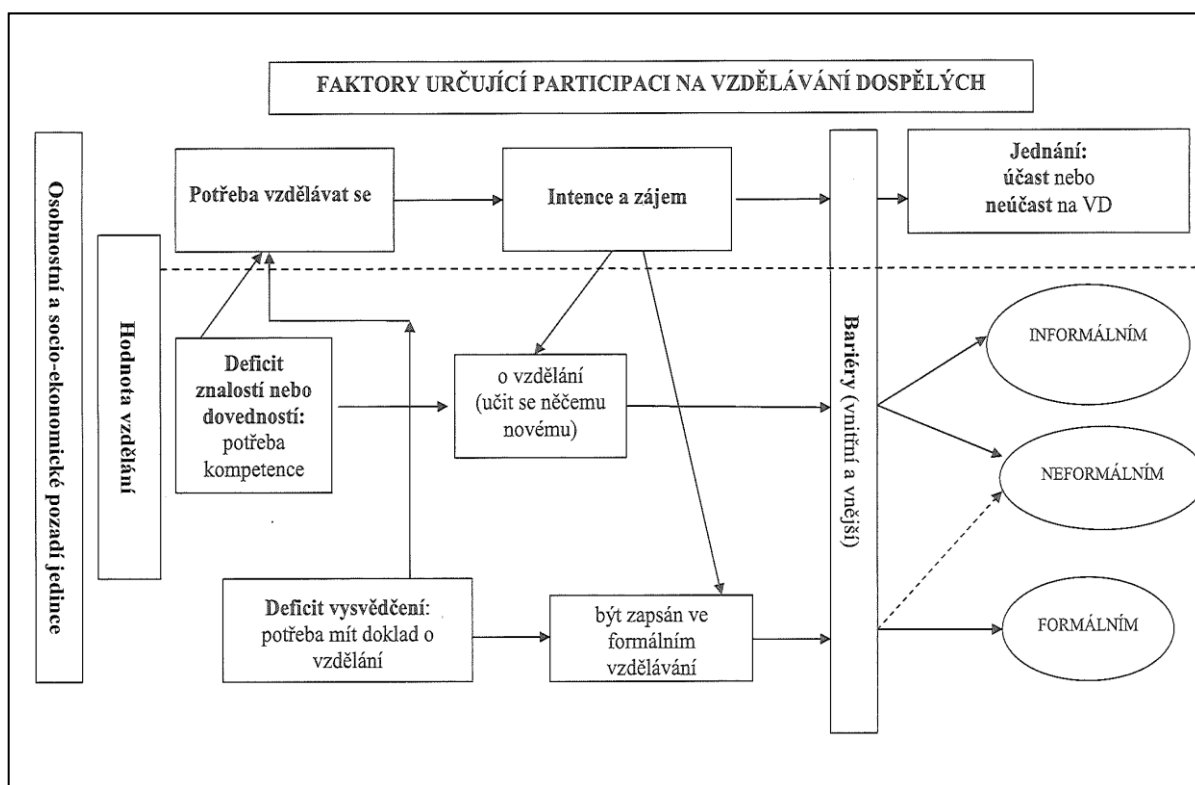 FAKTORY URČUJÍCÍ PARTICIPACI NA VZDĚLÁVÁNÍ DOSPĚLÝCH
Osobnostní a socio-ekonomické pozadí jedince
Hodnota vzdělání
Potřeba vzdělávat se
Intence a zájem
Bariéry (vnitřní a vnější)
Jednání:
účast nebo
neúčast na VD
Deficit
znalostí nebo
dovedností:
potřeba
kompetence
o vzdělání
(učit se něčemu
novému)
INFORMÁLNÍM
NEFORMÁLNÍM
Deficit vysvědčení:
potřeba mít doklad o
vzdělání
být zapsán ve
formálním
vzdělávání
FORMÁLNÍM